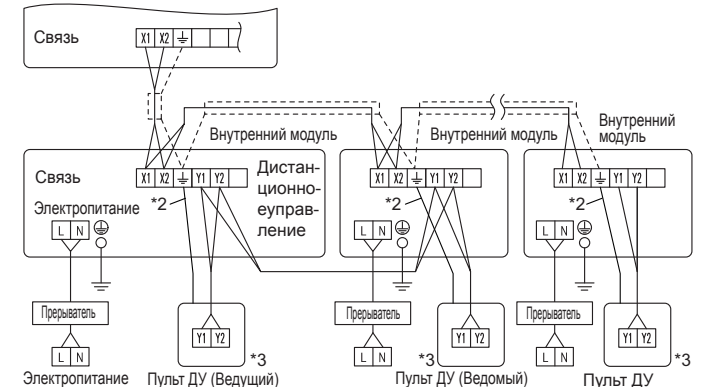 Связь
X1 X2
Внутренний модуль
Внутренний модуль
Внутренний
модуль
Связь
X1 X2 Y1 Y2
Дистан-
ционно-
еуправ-
ление
X1 X2 Y1 Y2
X1 X2 Y1 Y2
*2
*2
*2
Электропитание
L N
L N
L N
Прерыватель
Прерыватель
Прерыватель
Y1 Y2
Y1 Y2
Y1 Y2
L N
*3
L N
*3
L N
*3
Электропитание
Пульт ДУ (Ведущий)
Пульт ДУ (Ведомый)
Пульт ДУ